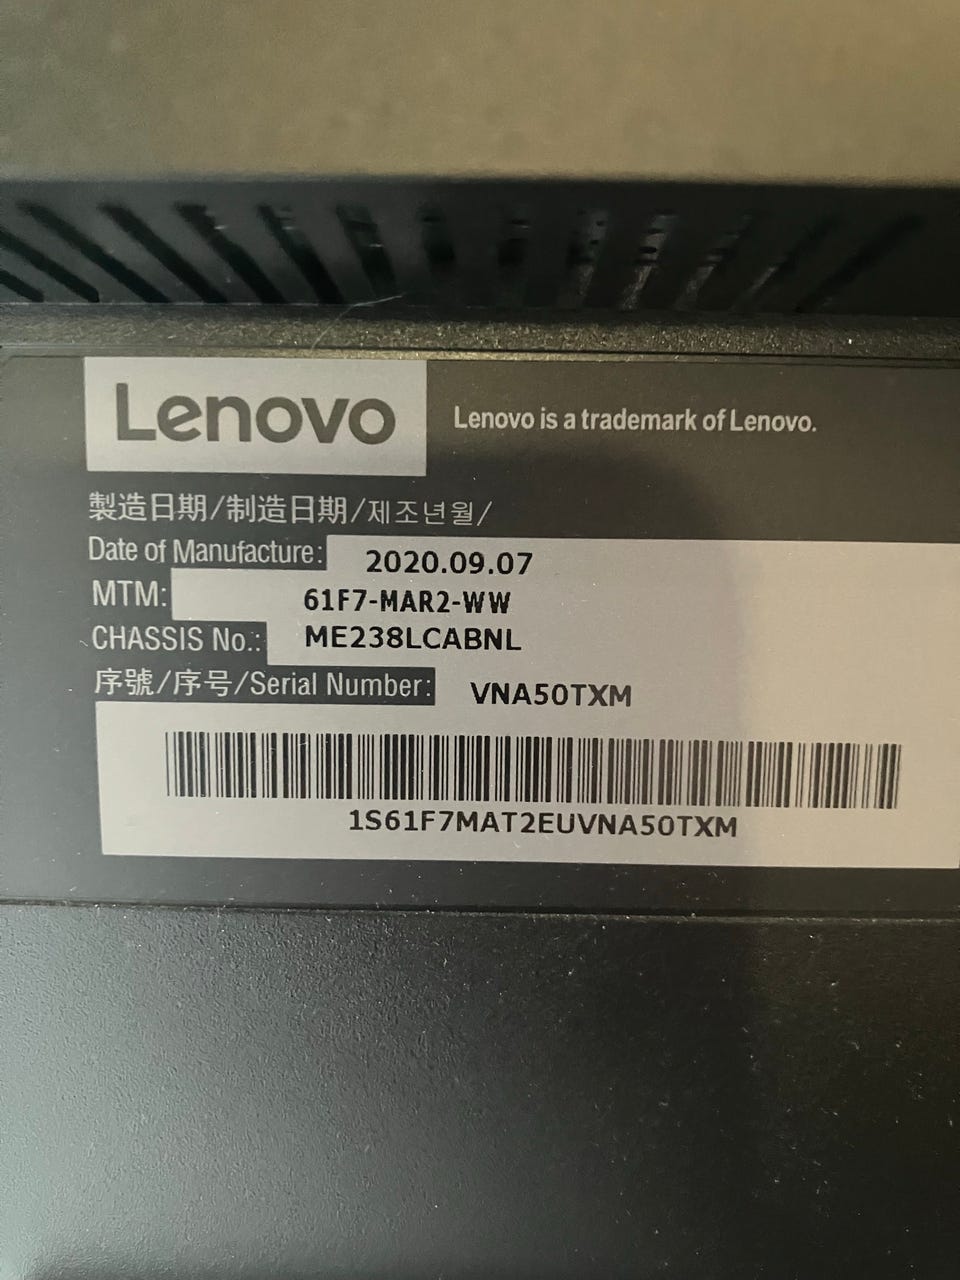 Lenovo
Lenovo is a trademark of Lenovo.
製造日期/制造日期/제조년월/
Date of Manufacture: 2020.09.07
MTM: 61F7-MAR2-WW
CHASSIS No.: ME238LCABNL
序號/序号/Serial Number: VNA50TXM
1S61F7MAT2EUVNA50TXM